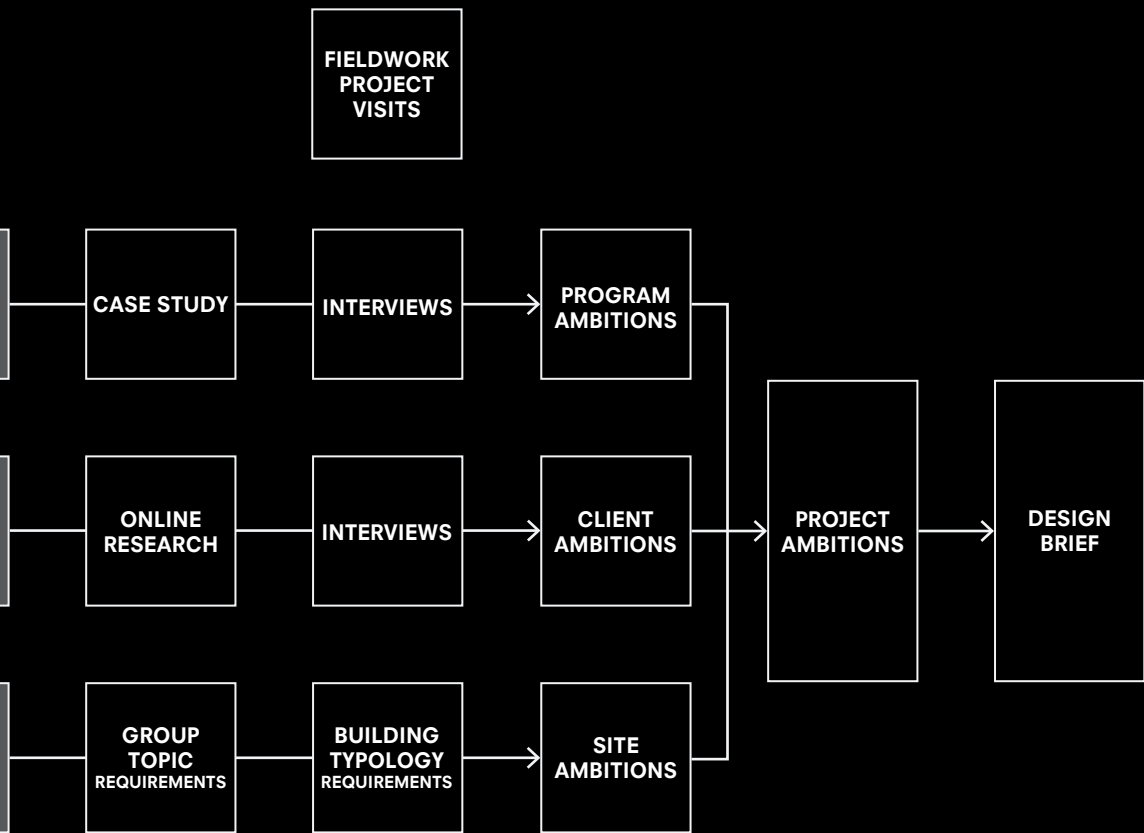 FIELDWORK
PROJECT
VISITS
CASE STUDY
INTERVIEWS
PROGRAM
AMBITIONS
ONLINE
RESEARCH
INTERVIEWS
CLIENT
AMBITIONS
PROJECT
AMBITIONS
DESIGN
BRIEF
GROUP
TOPIC
REQUIREMENTS
BUILDING
TYPOLOGY
REQUIREMENTS
SITE
AMBITIONS